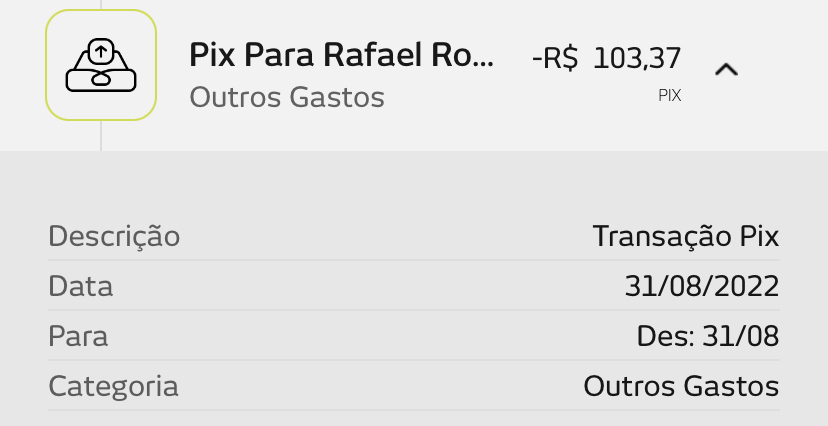 Pix Para Rafael Ro...
-R$ 103,37
Outros Gastos
PIX
Descrição
Transação Pix
Data
31/08/2022
Para
Des: 31/08
Categoria
Outros Gastos